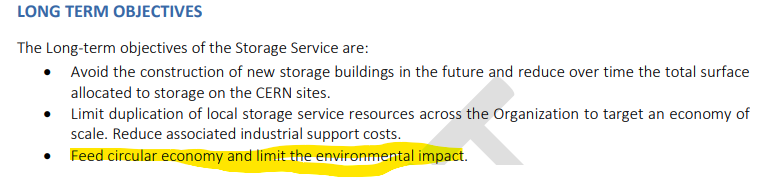 LONG TERM OBJECTIVES
The Long-term objectives of the Storage Service are:
• Avoid the construction of new storage buildings in the future and reduce over time the total surface
allocated to storage on the CERN sites.
• Limit duplication of local storage service resources across the Organization to target an economy of
scale. Reduce associated industrial support costs.
• Feed circular economy and limit the environmental impact.